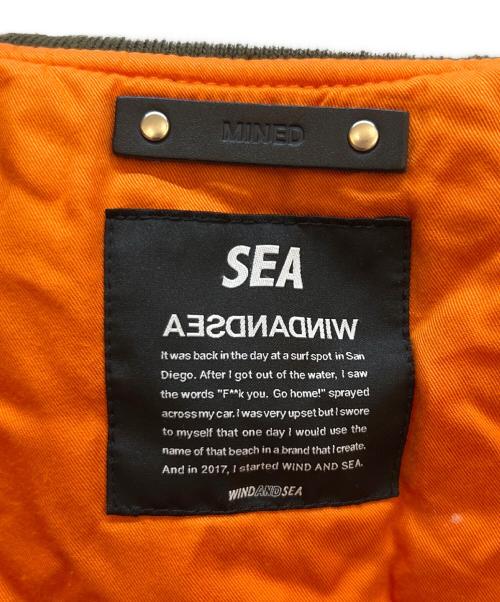 MINED
SEA
WINDANDSEA
It was back in the day at a surf spot in San
Diego. After I got out of the water, I saw
the words "F**k you. Go home!" sprayed
across my car. I was very upset but I swore
to myself that one day I would use the
name of that beach in a brand that I create.
And in 2017, I started WIND AND SEA.
WINDANDSEA